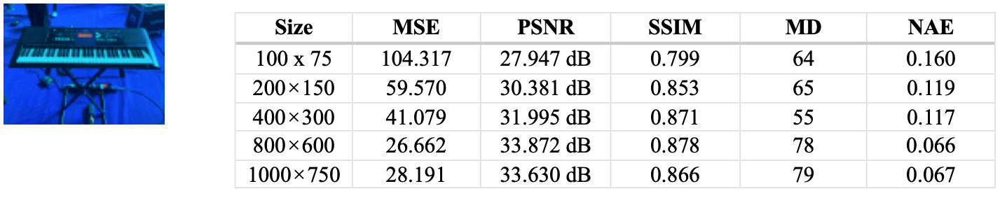 Size MSE PSNR SSIM MD NAE
100 x 75 104.317 27.947 dB 0.799 64 0.160
200×150 59.570 30.381 dB 0.853 65 0.119
400×300 41.079 31.995 dB 0.871 55 0.117
800×600 26.662 33.872 dB 0.878 78 0.066
1000×750 28.191 33.630 dB 0.866 79 0.067